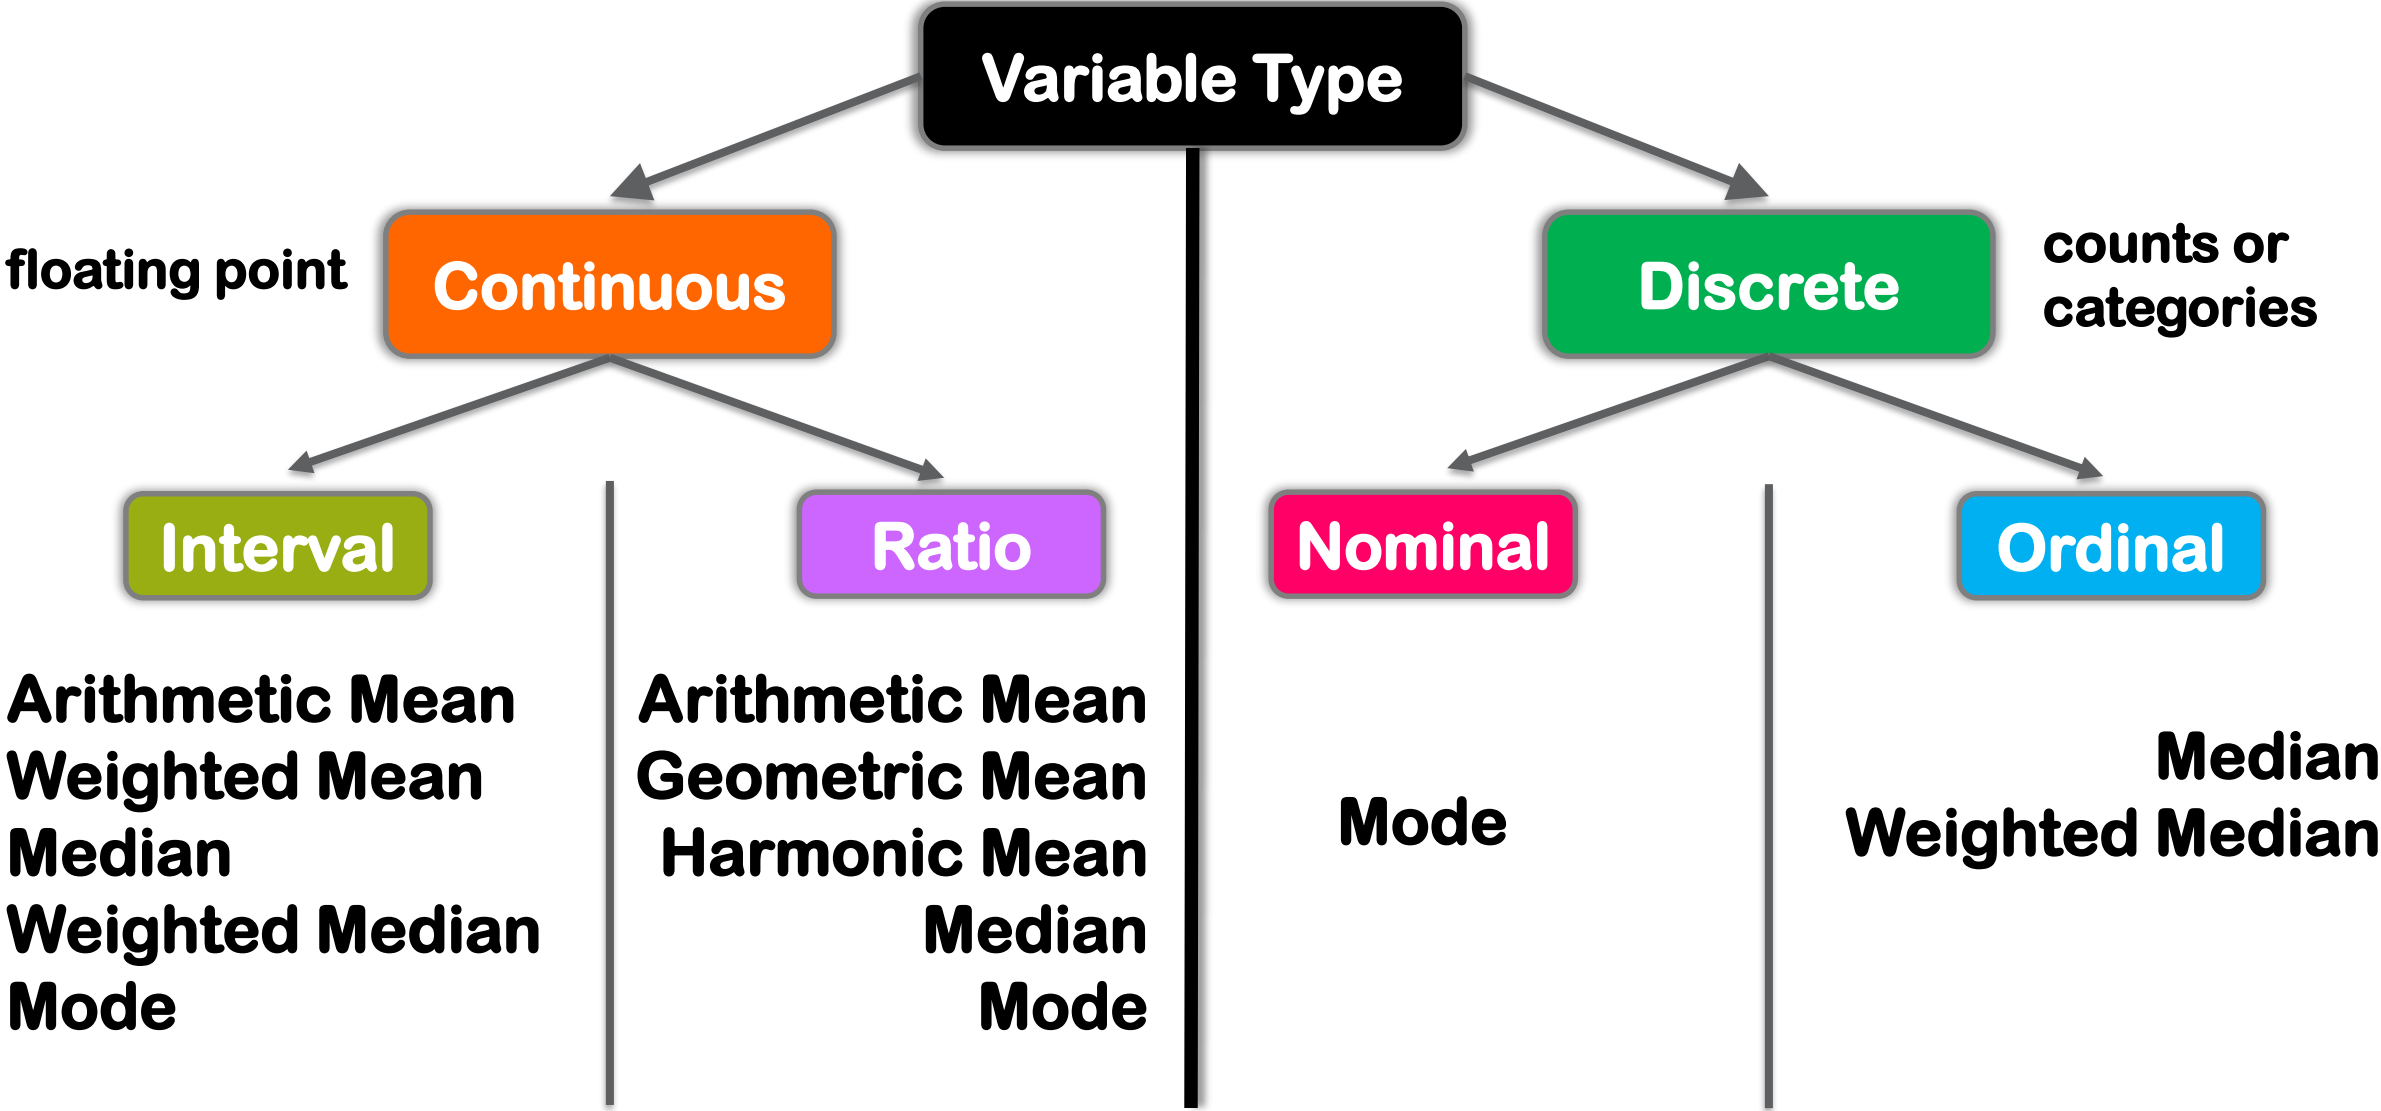 Variable Type
floating point
Continuous
Discrete
counts or
categories
Interval
Ratio
Nominal
Ordinal
Arithmetic Mean
Weighted Mean
Median
Weighted Median
Mode
Arithmetic Mean
Geometric Mean
Harmonic Mean
Median
Mode
Mode
Median
Weighted Median